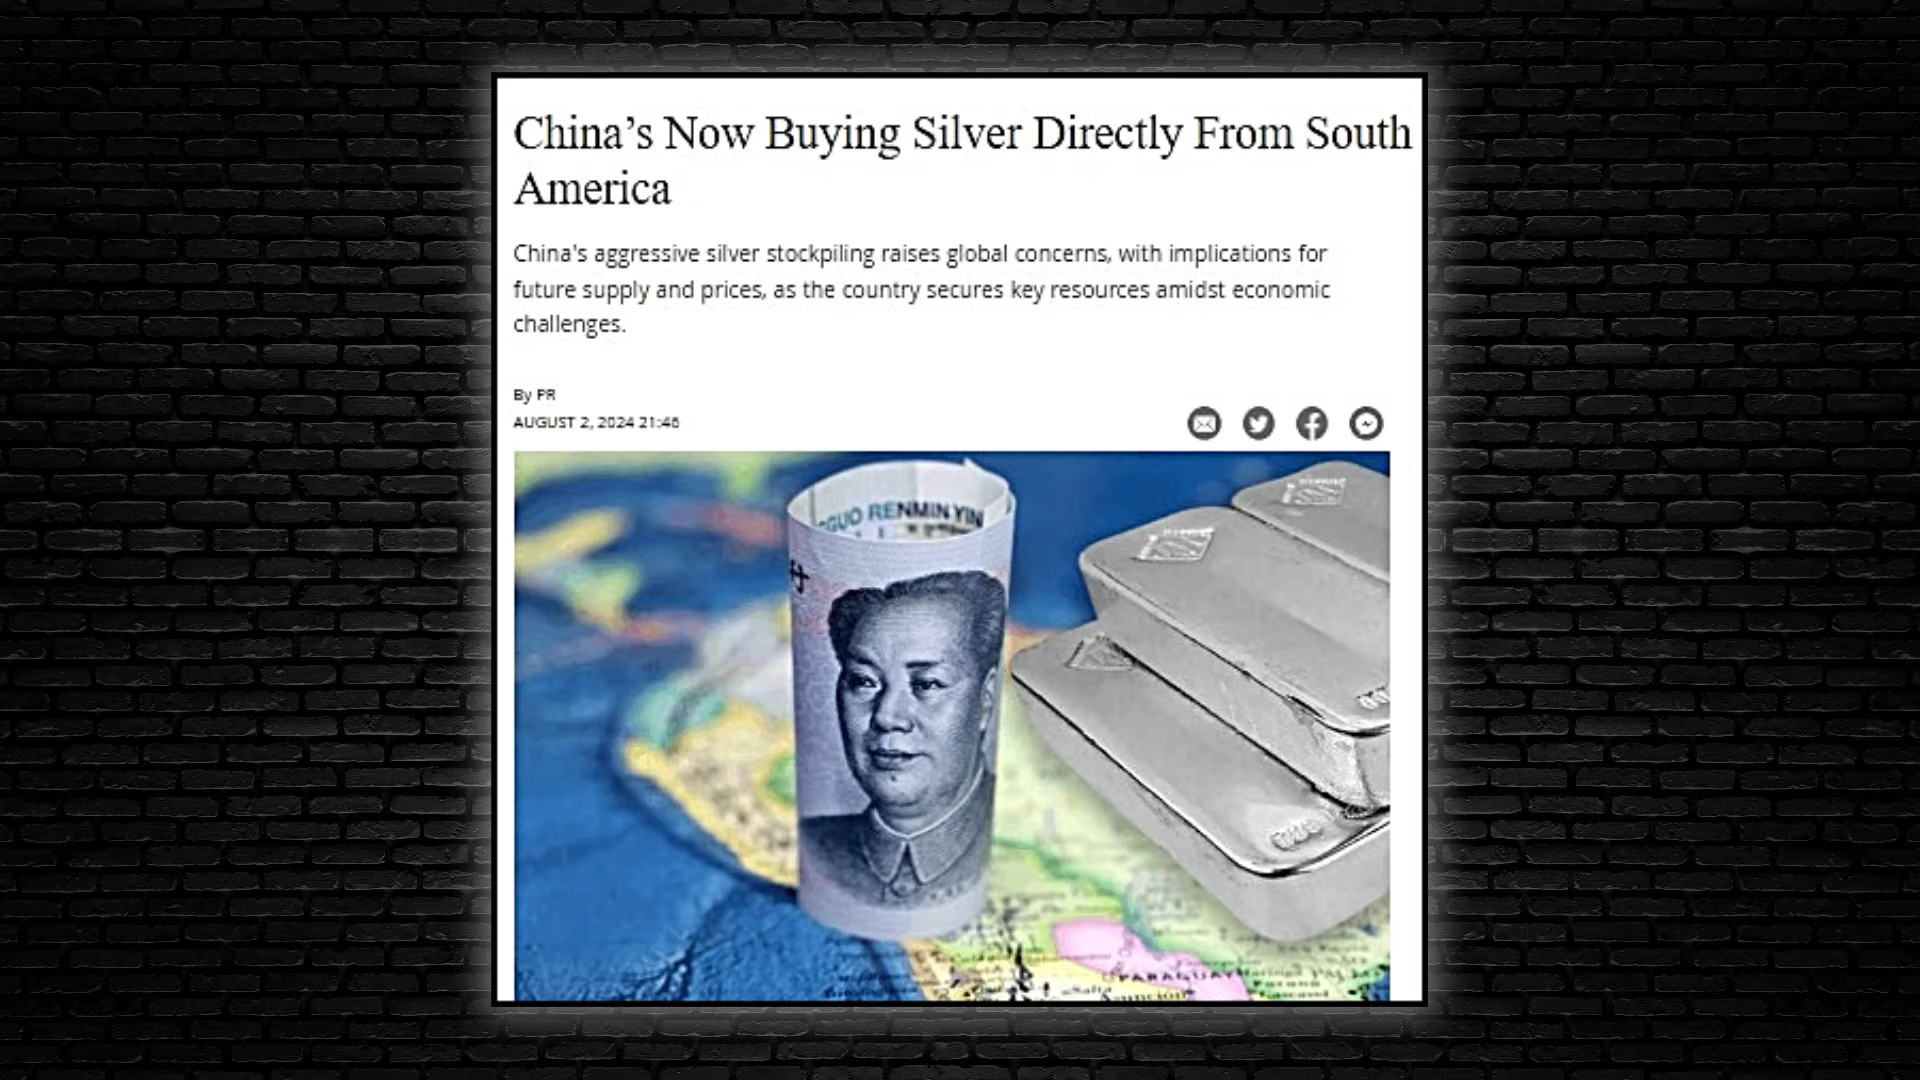 China’s Now Buying Silver Directly From South
America
China's aggressive silver stockpiling raises global concerns, with implications for
future supply and prices, as the country secures key resources amidst economic
challenges.
By PR
AUGUST 2, 2024 21:46
GUO RENMIN YIN
PARAGUAY
Salta